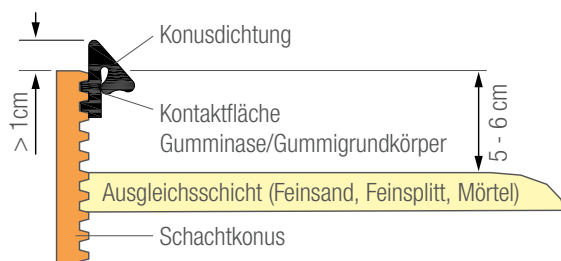 Konusdichtung
> 1cm
Kontaktfläche
Gumminase/Gummigrundkörper
5 - 6 cm
Ausgleichsschicht (Feinsand, Feinsplitt, Mörtel)
Schachtkonus